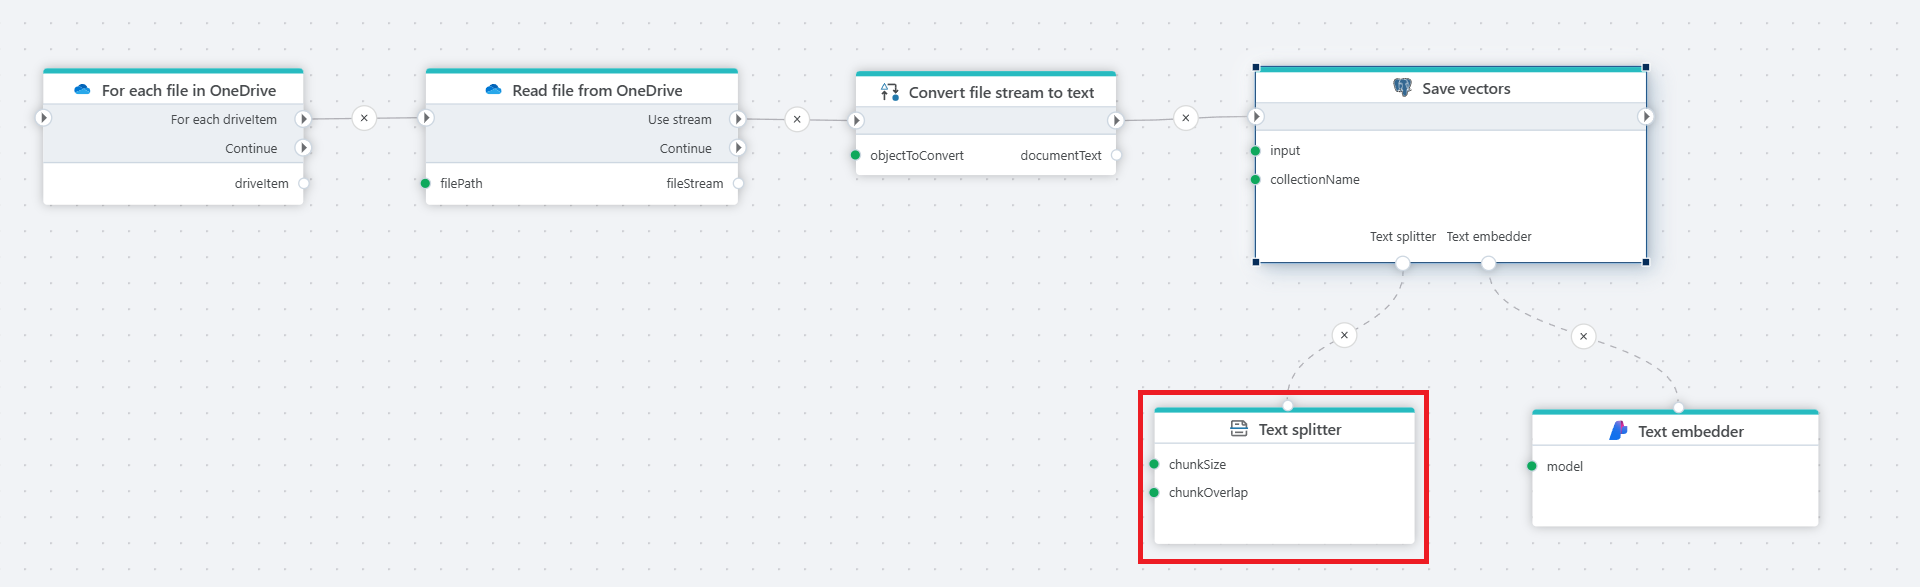 For each file in OneDrive
For each driveItem
Continue
driveItem
Read file from OneDrive
Use stream
Continue
filePath
fileStream
Convert file stream to text
objectToConvert
documentText
Save vectors
input
collectionName
Text splitter
Text embedder
Text splitter
chunkSize
chunkOverlap
Text embedder
model